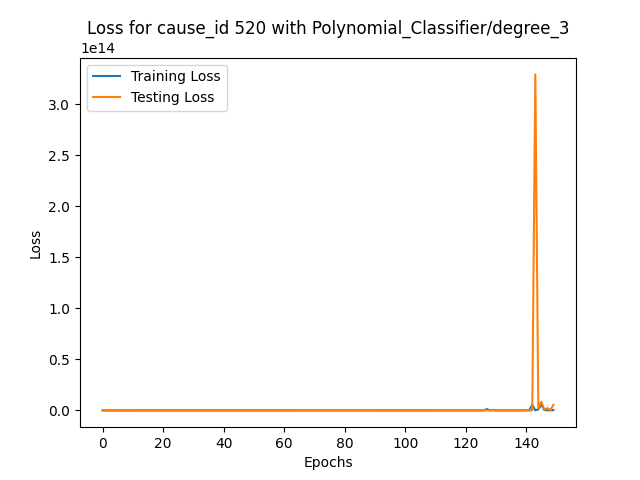 Loss for cause_id 520 with Polynomial_Classifier/degree_3
1e14
Training Loss
Testing Loss
3.0
2.5
2.0
1.5
1.0
0.5
0.0
Loss
0 20 40 60 80 100 120 140
Epochs